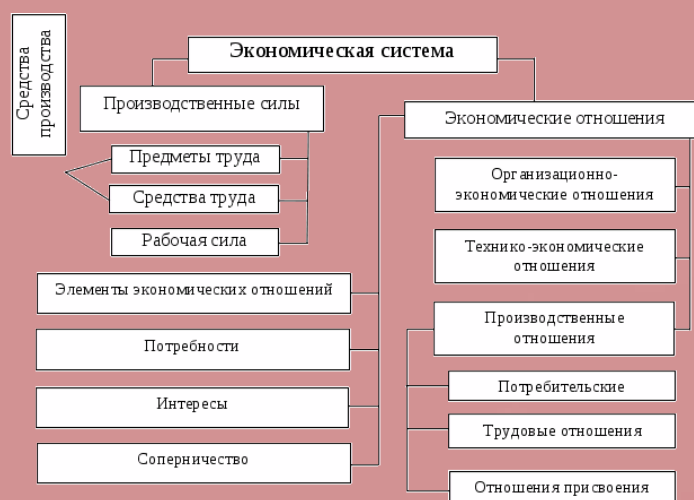 Средства
производства
Экономическая система
Производственные силы
Экономические отношения
Предметы труда
Средства труда
Рабочая сила
Организационно-
экономические отношения
Технико-экономические
отношения
Элементы экономических отношений
Производственные
отношения
Потребности
Потребительские
Интересы
Трудовые отношения
Соперничество
Отношения присвоения